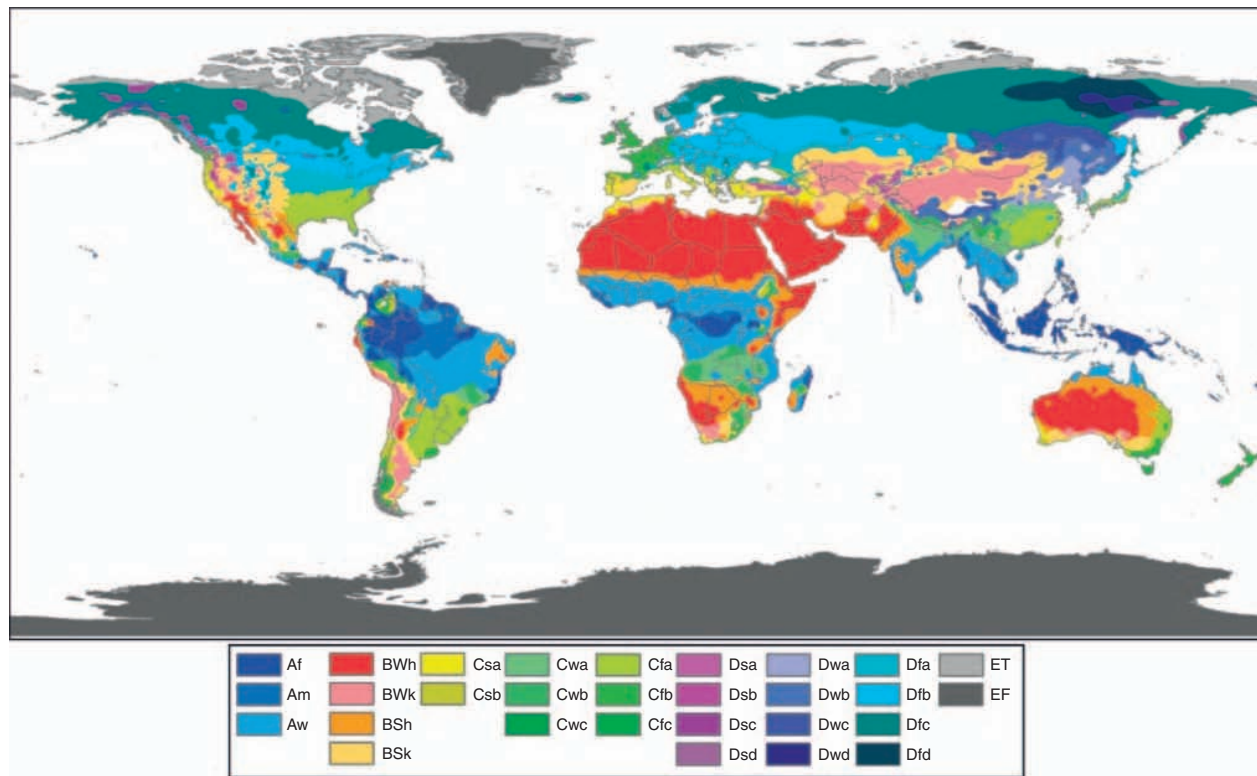 Af BWh Csa Cwa Cfa Dsa Dwa Dfa ET
Am BWk Csb Cwb Cfb Dsb Dwb Dfb EF
Aw BSh Cwc Cfc Dsc Dwc Dfc
BSk Dsd Dwd Dfd